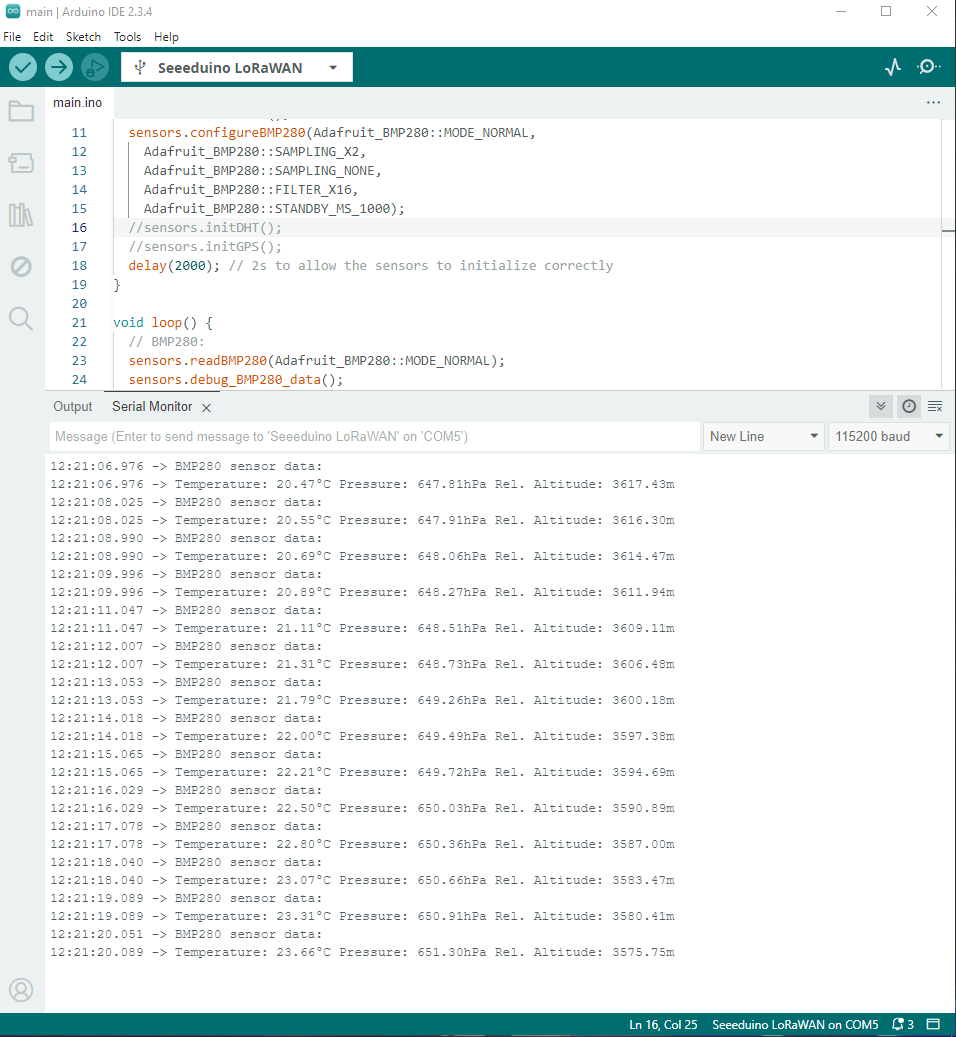 main | Arduino IDE 2.3.4
File Edit Sketch Tools Help
Seeeduino LoRaWAN
main.ino
11 sensors.configureBMP280(Adafruit_BMP280::MODE_NORMAL,
12 Adafruit_BMP280::SAMPLING_X2,
13 Adafruit_BMP280::SAMPLING_NONE,
14 Adafruit_BMP280::FILTER_X16,
15 Adafruit_BMP280::STANDBY_MS_1000);
16 //sensors.initDHT();
17 //sensors.initGPS();
18 delay(2000); // 2s to allow the sensors to initialize correctly
19 }
20
21 void loop() {
22 // BMP280:
23 sensors.readBMP280(Adafruit_BMP280::MODE_NORMAL);
24 sensors.debug_BMP280_data();
Output Serial Monitor
Message (Enter to send message to 'Seeeduino LoRaWAN' on 'COM5') New Line 115200 baud
12:21:06.976 -> BMP280 sensor data:
12:21:06.976 -> Temperature: 20.47°C Pressure: 647.81hPa Rel. Altitude: 3617.43m
12:21:08.025 -> BMP280 sensor data:
12:21:08.025 -> Temperature: 20.55°C Pressure: 647.91hPa Rel. Altitude: 3616.30m
12:21:08.990 -> BMP280 sensor data:
12:21:08.990 -> Temperature: 20.69°C Pressure: 648.06hPa Rel. Altitude: 3614.47m
12:21:09.996 -> BMP280 sensor data:
12:21:09.996 -> Temperature: 20.89°C Pressure: 648.27hPa Rel. Altitude: 3611.94m
12:21:11.047 -> BMP280 sensor data:
12:21:11.047 -> Temperature: 21.11°C Pressure: 648.51hPa Rel. Altitude: 3609.11m
12:21:12.007 -> BMP280 sensor data:
12:21:12.007 -> Temperature: 21.31°C Pressure: 648.73hPa Rel. Altitude: 3606.48m
12:21:13.053 -> BMP280 sensor data:
12:21:13.053 -> Temperature: 21.79°C Pressure: 649.26hPa Rel. Altitude: 3600.18m
12:21:14.018 -> BMP280 sensor data:
12:21:14.018 -> Temperature: 22.00°C Pressure: 649.49hPa Rel. Altitude: 3597.38m
12:21:15.065 -> BMP280 sensor data:
12:21:15.065 -> Temperature: 22.21°C Pressure: 649.72hPa Rel. Altitude: 3594.69m
12:21:16.029 -> BMP280 sensor data:
12:21:16.029 -> Temperature: 22.50°C Pressure: 650.03hPa Rel. Altitude: 3590.89m
12:21:17.078 -> BMP280 sensor data:
12:21:17.078 -> Temperature: 22.80°C Pressure: 650.36hPa Rel. Altitude: 3587.00m
12:21:18.040 -> BMP280 sensor data:
12:21:18.040 -> Temperature: 23.07°C Pressure: 650.66hPa Rel. Altitude: 3583.47m
12:21:19.089 -> BMP280 sensor data:
12:21:19.089 -> Temperature: 23.31°C Pressure: 650.91hPa Rel. Altitude: 3580.41m
12:21:20.051 -> BMP280 sensor data:
12:21:20.089 -> Temperature: 23.66°C Pressure: 651.30hPa Rel. Altitude: 3575.75m
Ln 16, Col 25 Seeeduino LoRaWAN on COM5 3